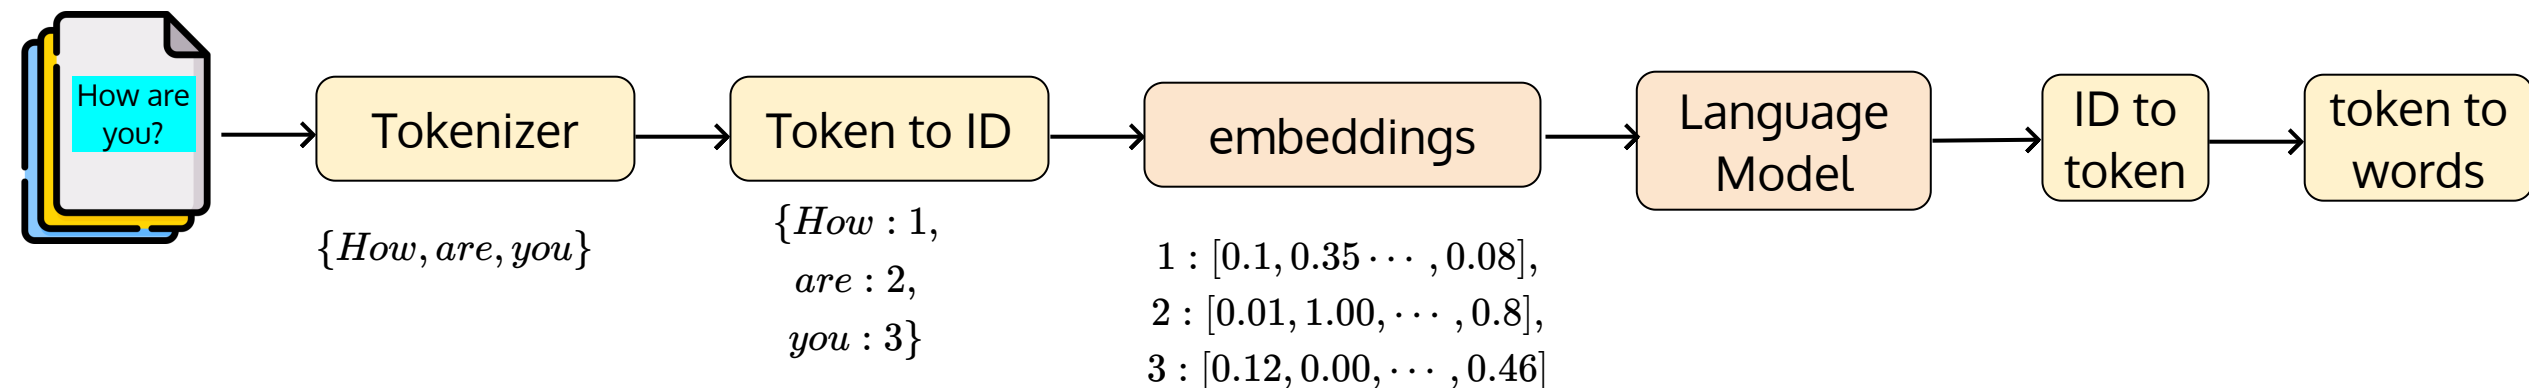 How are
you?
Tokenizer
{How, are, you}
Token to ID
{How : 1,
are : 2,
you : 3}
embeddings
1 : [0.1, 0.35 ⋯ , 0.08],
2 : [0.01, 1.00, ⋯ , 0.8],
3 : [0.12, 0.00, ⋯ , 0.46]
Language
Model
ID to
token
token to
words